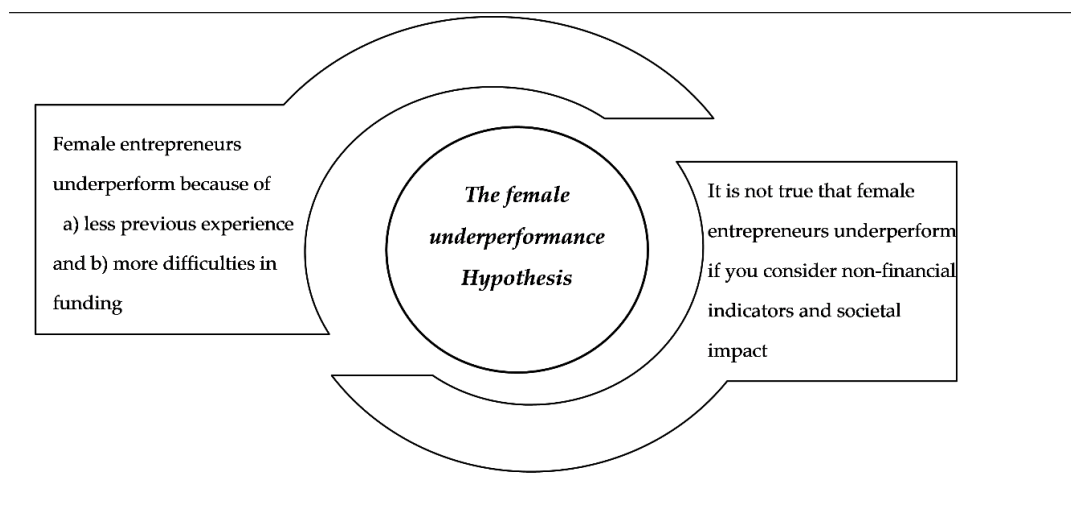 Female entrepreneurs
underperform because of
a) less previous experience
and b) more difficulties in
funding
The female
underperformance
Hypothesis
It is not true that female
entrepreneurs underperform
if you consider non-financial
indicators and societal
impact